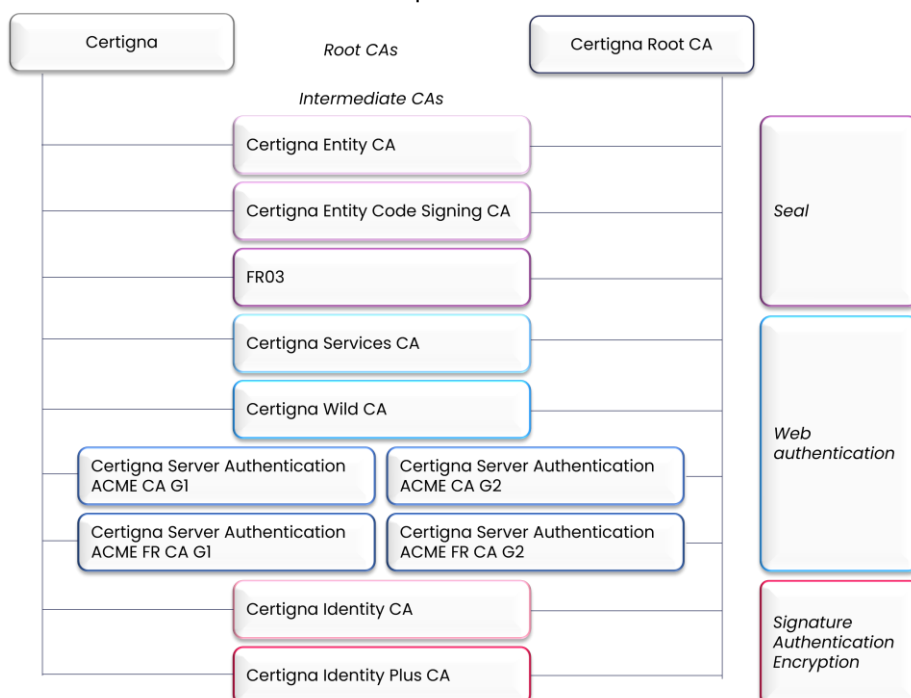 Certigna
Root CAs
Certigna Root CA
Intermediate CAs
Certigna Entity CA
Certigna Entity Code Signing CA
Seal
FR03
Certigna Services CA
Certigna Wild CA
Web
authentication
Certigna Server Authentication
ACME CA G1
Certigna Server Authentication
ACME CA G2
Certigna Server Authentication
ACME FR CA G1
Certigna Server Authentication
ACME FR CA G2
Certigna Identity CA
Signature
Authentication
Encryption
Certigna Identity Plus CA